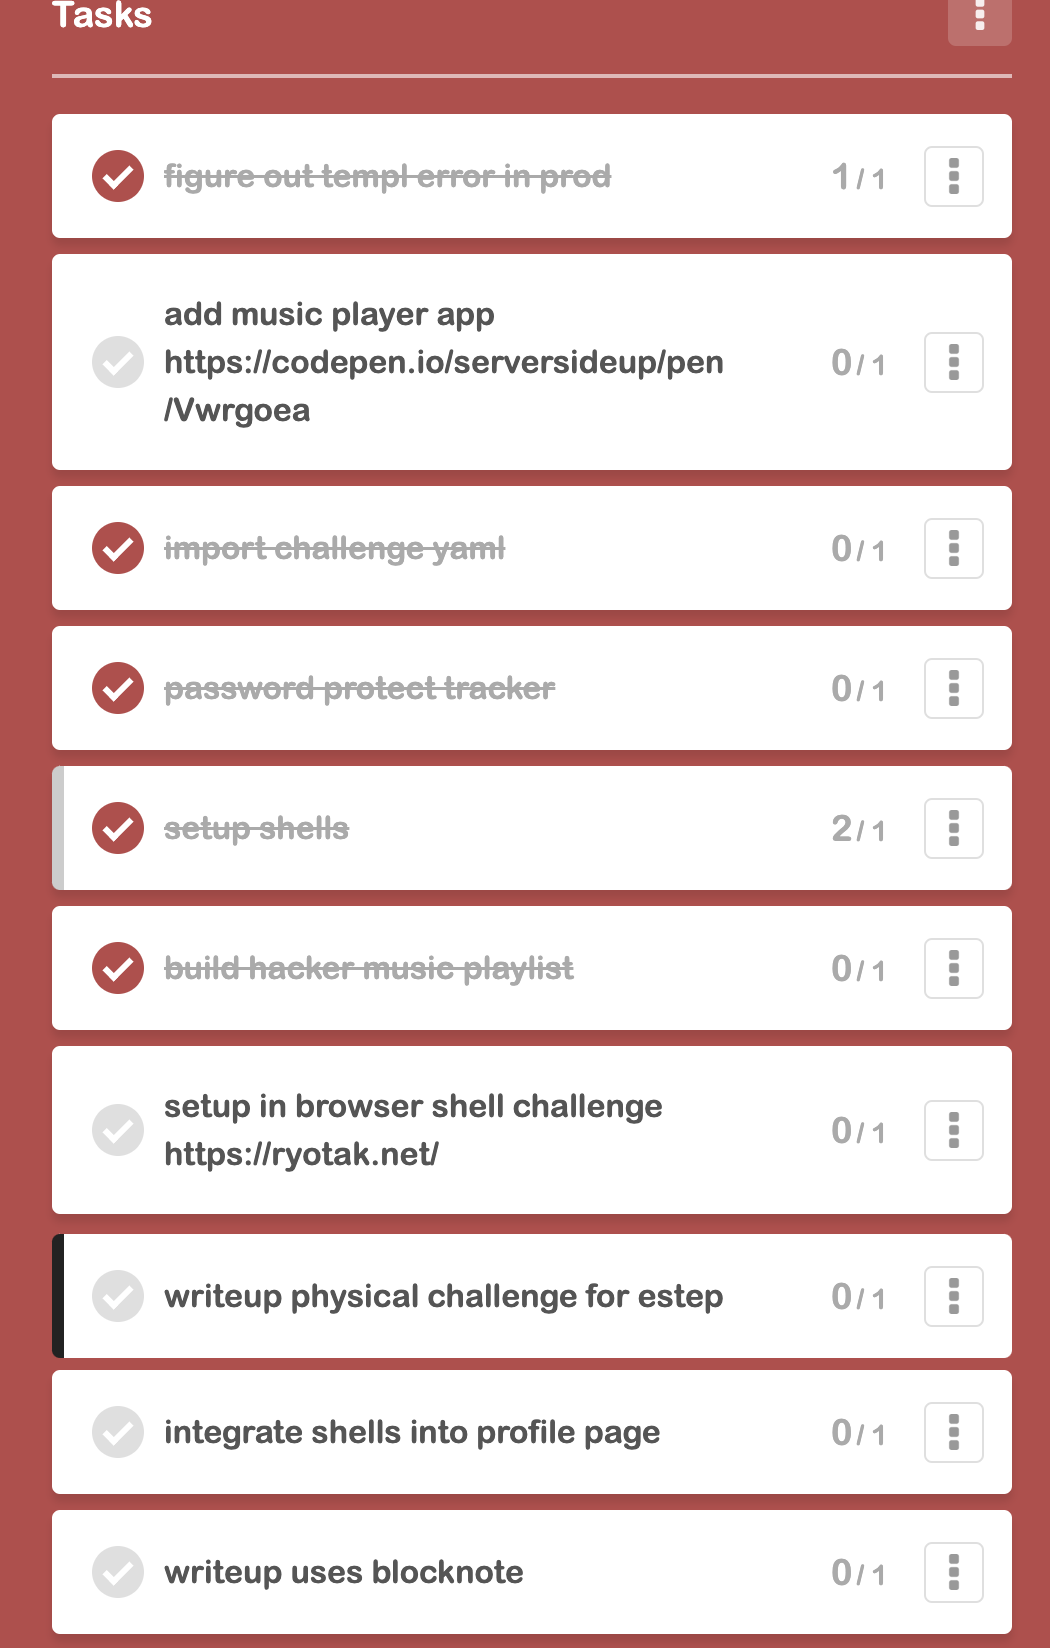 Tasks
figure out templ error in prod
1 / 1
add music player app
https://codepen.io/serversideup/pen
/Vwrgoea
0 / 1
import challenge yaml
0 / 1
password protect tracker
0 / 1
setup shells
2 / 1
build hacker music playlist
0 / 1
setup in browser shell challenge
https://ryotak.net/
0 / 1
writeup physical challenge for estep
0 / 1
integrate shells into profile page
0 / 1
writeup uses blocknote
0 / 1